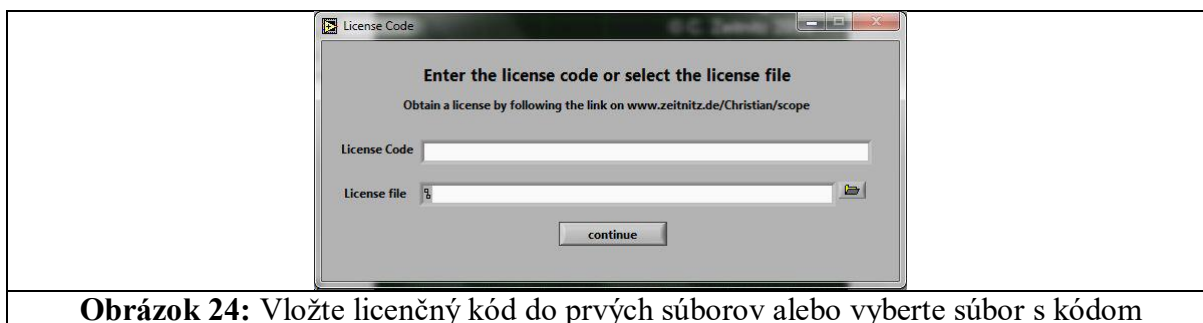 License Code
Enter the license code or select the license file
Obtain a license by following the link on www.zeitnitz.de/Christian/scope
License Code
License file
continue
Obrázok 24: Vložte licenčný kód do prvých súborov alebo vyberte súbor s kódom